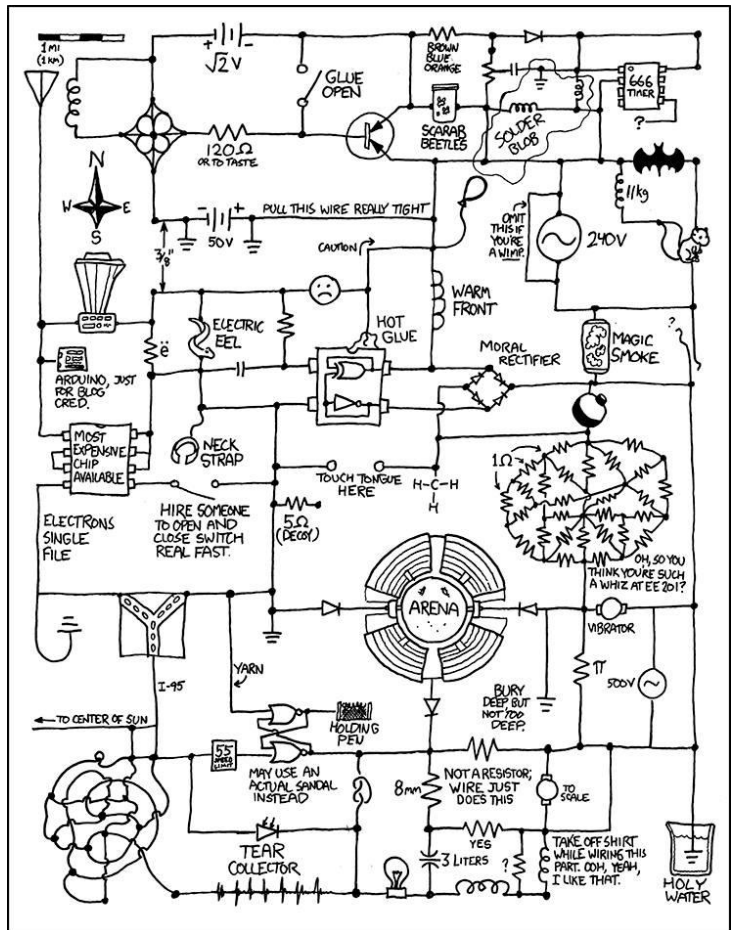 1 MI
(1 KM)
+ -
√2 V
GLUE
OPEN
BROWN
BLUE
ORANGE
666
TIMER
?
120Ω
OR TO TASTE
SCARAB
BEETLES
SOLDER
BLOB
N
W E
S
11kg
- +
50V
PULL THIS WIRE REALLY TIGHT
3/8"
CAUTION
OMIT
THIS IF
YOU'RE
A WIMP.
240V
ELECTRIC
EEL
ë
HOT
GLUE
WARM
FRONT
MORAL
RECTIFIER
MAGIC
SMOKE
?
ARDUINO, JUST
FOR BLOG
CRED.
MOST
EXPENSIVE
CHIP
AVAILABLE
NECK
STRAP
TOUCH TONGUE
HERE
H-C-H
H
1Ω
HIRE SOMEONE
TO OPEN AND
CLOSE SWITCH
REAL FAST.
5Ω
(DECOY)
ELECTRONS
SINGLE
FILE
OH, SO YOU
THINK YOU'RE SUCH
A WHIZ AT EE 201?
ARENA
VIBRATOR
I-95
YARN
BURY
DEEP, BUT
NOT TOO
DEEP.
π
500V
TO CENTER OF SUN
55
SPEED
LIMIT
HOLDING
PEN
MAY USE AN
ACTUAL SANDAL
INSTEAD
8mm
NOT A RESISTOR;
WIRE JUST
DOES THIS
TO
SCALE
TEAR
COLLECTOR
3 LITERS
YES
?
TAKE OFF SHIRT
WHILE WIRING THIS
PART. OOH, YEAH,
I LIKE THAT.
HOLY
WATER